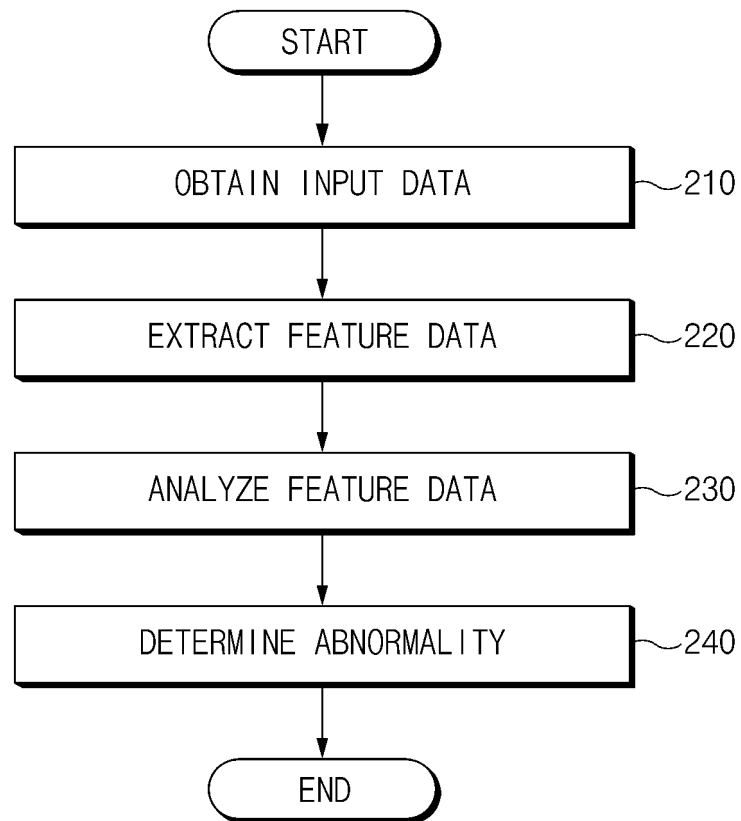 START
OBTAIN INPUT DATA
210
EXTRACT FEATURE DATA
220
ANALYZE FEATURE DATA
230
DETERMINE ABNORMALITY
240
END